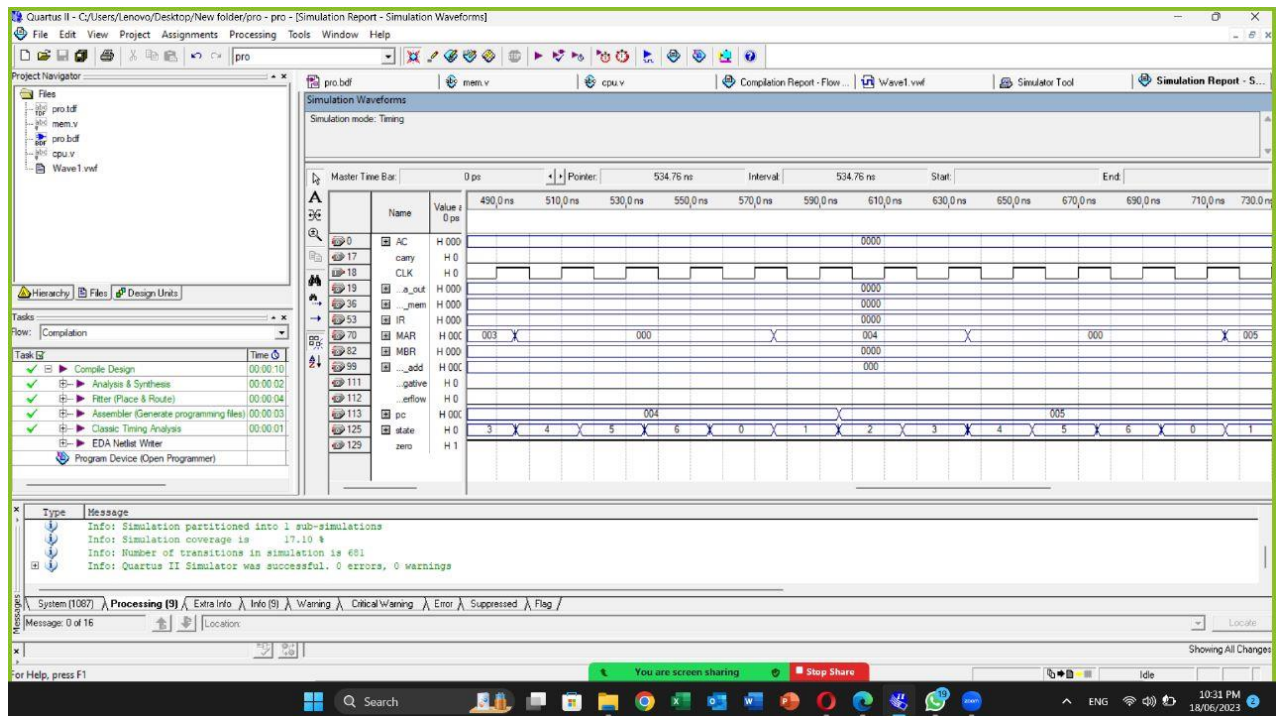 Quartus II - C:/Users/Lenovo/Desktop/New folder/pro - pro - [Simulation Report - Simulation Waveforms]
File Edit View Project Assignments Processing Tools Window Help
pro
Project Navigator
Files
pro.tdf
mem.v
pro.bdf
cpu.v
Wave1.vwf
Hierarchy Files Design Units
Tasks
Flow: Compilation
Task Time
Compile Design 00:00:10
Analysis & Synthesis 00:00:02
Fitter (Place & Route) 00:00:04
Assembler (Generate programming files) 00:00:03
Classic Timing Analysis 00:00:01
EDA Netlist Writer
Program Device (Open Programmer)
pro.bdf mem.v cpu.v Compilation Report - Flow ... Wave1.vwf Simulator Tool Simulation Report - S...
Simulation Waveforms
Simulation mode: Timing
Master Time Bar: 0 ps Pointer: 534.76 ns Interval: 534.76 ns Start: End:
Name Value a 0 ps 490,0 ns 510,0 ns 530,0 ns 550,0 ns 570,0 ns 590,0 ns 610,0 ns 630,0 ns 650,0 ns 670,0 ns 690,0 ns 710,0 ns 730.0 ns
0 AC H 000 0000
17 carry H 0
18 CLK H 0
19 ...a_out H 000 0000
36 ..._mem H 000 0000
53 IR H 000 0000
70 MAR H 000 003 000 004 000 005
82 MBR H 000 0000
99 ..._add H 000 000
111 ...gative H 0
112 ...erflow H 0
113 pc H 000 004 005
125 state H 0 3 4 5 6 0 1 2 3 4 5 6 0 1
129 zero H 1
Type Message
Info: Simulation partitioned into 1 sub-simulations
Info: Simulation coverage is 17.10 %
Info: Number of transitions in simulation is 681
Info: Quartus II Simulator was successful. 0 errors, 0 warnings
System (1087) Processing (9) Extra Info Info (9) Warning Critical Warning Error Suppressed Flag
Messages
Message: 0 of 16 Location: Locate
Showing All Changes
For Help, press F1
You are screen sharing Stop Share
Idle
Search
19
zoom
ENG
10:31 PM
18/06/2023
2